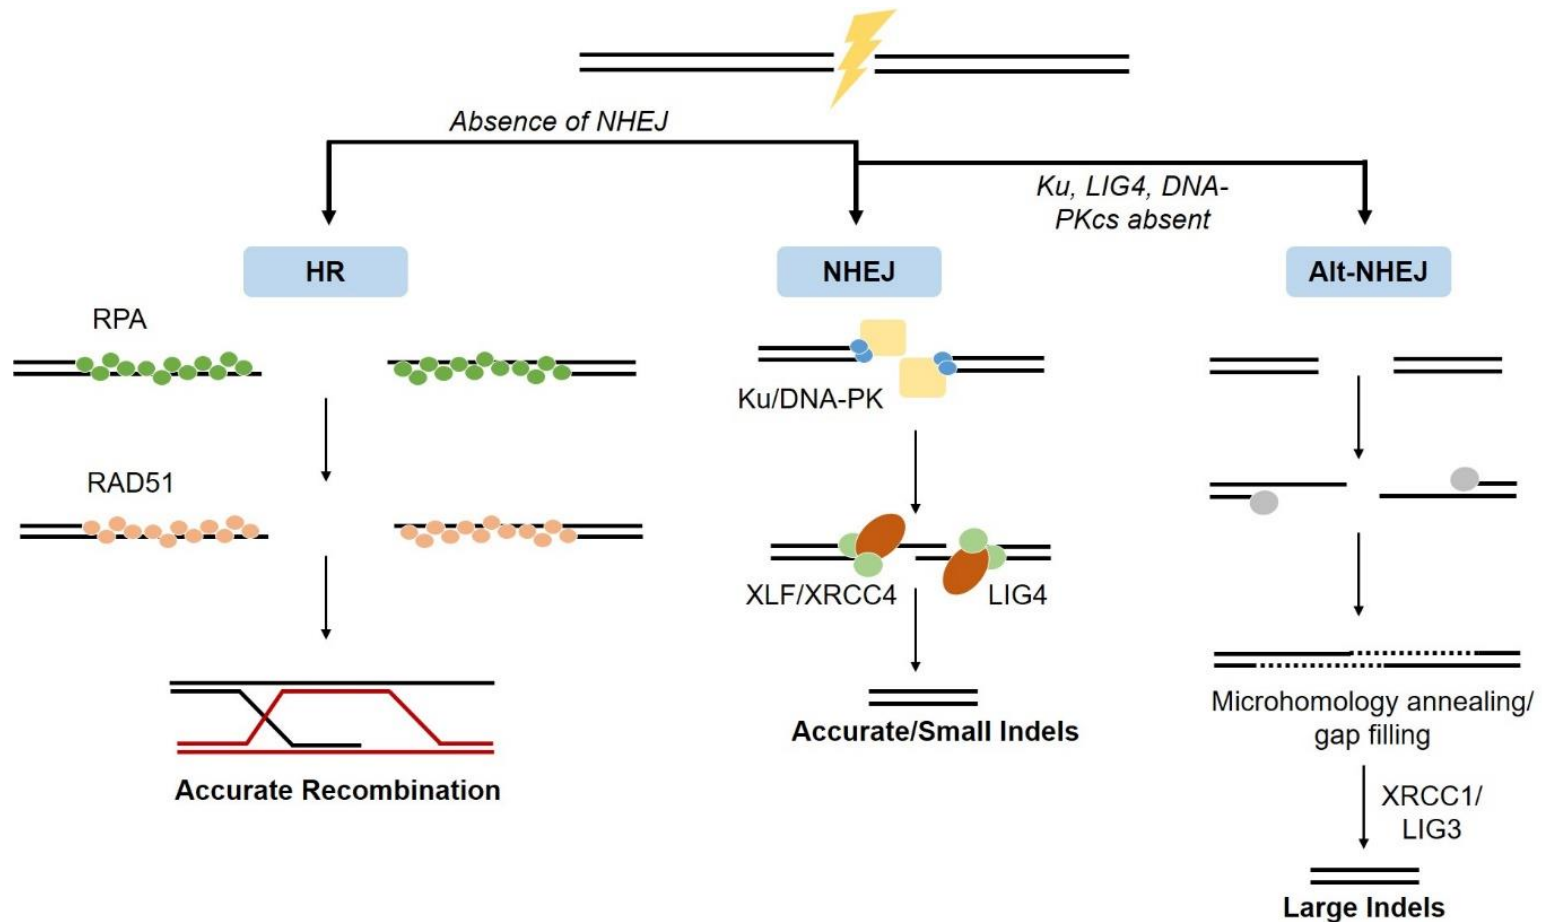 Absence of NHEJ
Ku, LIG4, DNA-
PKcs absent
HR
NHEJ
Alt-NHEJ
RPA
Ku/DNA-PK
RAD51
XLF/XRCC4
LIG4
Accurate Recombination
Accurate/Small Indels
Microhomology annealing/
gap filling
XRCC1/
LIG3
Large Indels